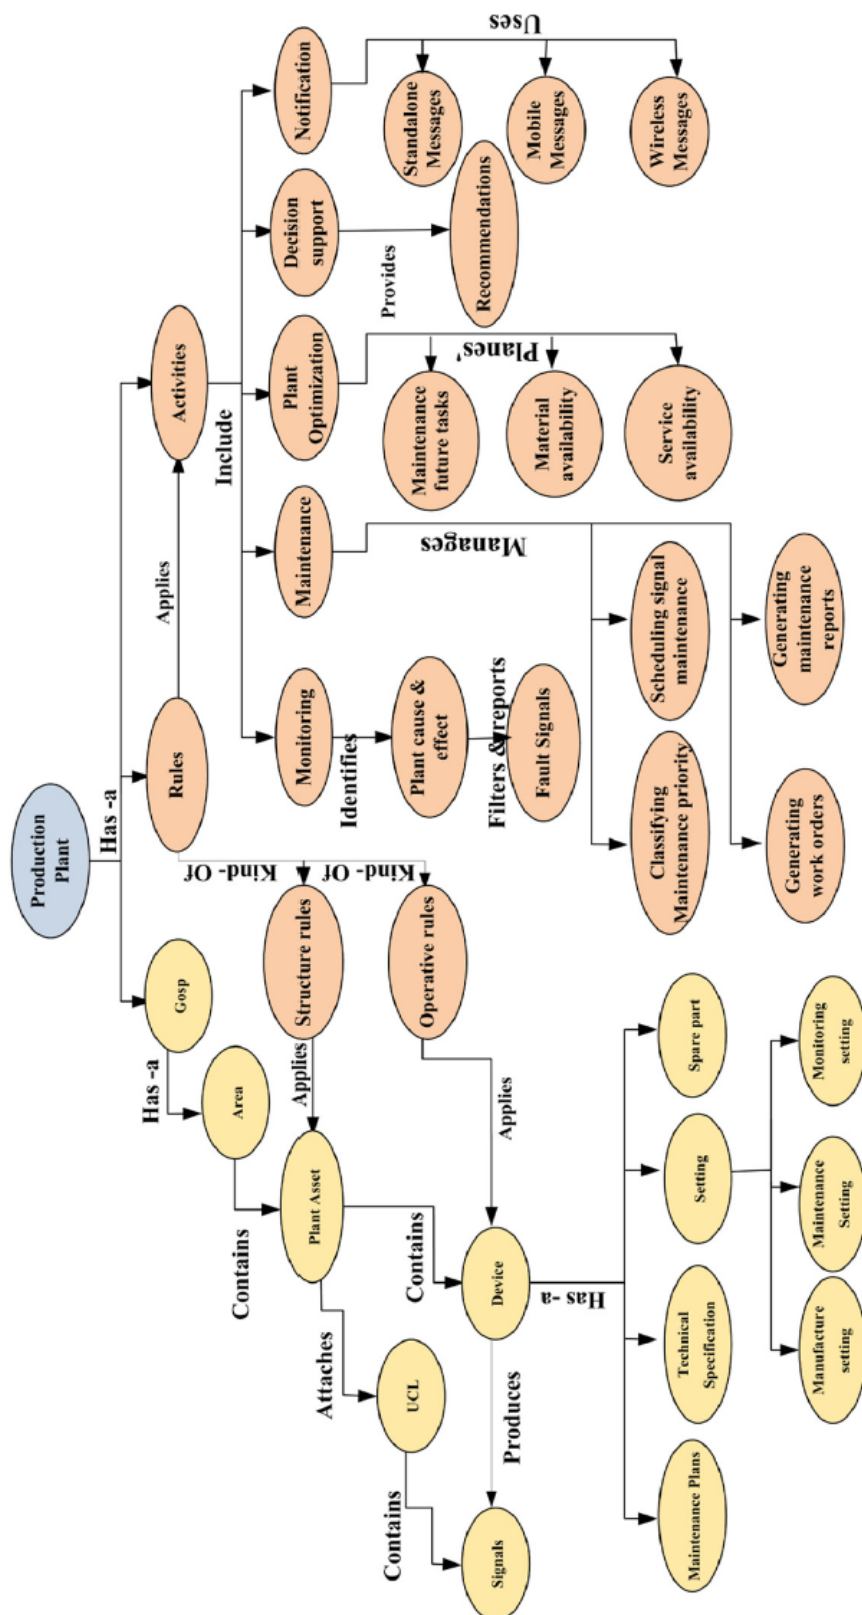 Production
Plant
Has -a
Gosp
Rules
Activities
Applies
Has -a
Area
Contains
Kind- Of
Kind- Of
Include
Plant Asset
Applies
Structure rules
Operative rules
Applies
Attaches
Contains
UCL
Contains
Produces
Signals
Device
Has - a
Maintenance Plans
Technical
Specification
Setting
Spare part
Manufacture
setting
Maintenance
Setting
Monitoring
setting
Monitoring
Maintenance
Plant
Optimization
Decision
support
Notification
Identifies
Plant cause &
effect
Filters & reports
Fault Signals
Manages
Classifying
Maintenance priority
Scheduling signal
maintenance
Generating
work orders
Generating
maintenance
reports
Planes'
Maintenance
future tasks
Material
availability
Service
availability
Provides
Recommendations
Uses
Standalone
Messages
Mobile
Messages
Wireless
Messages